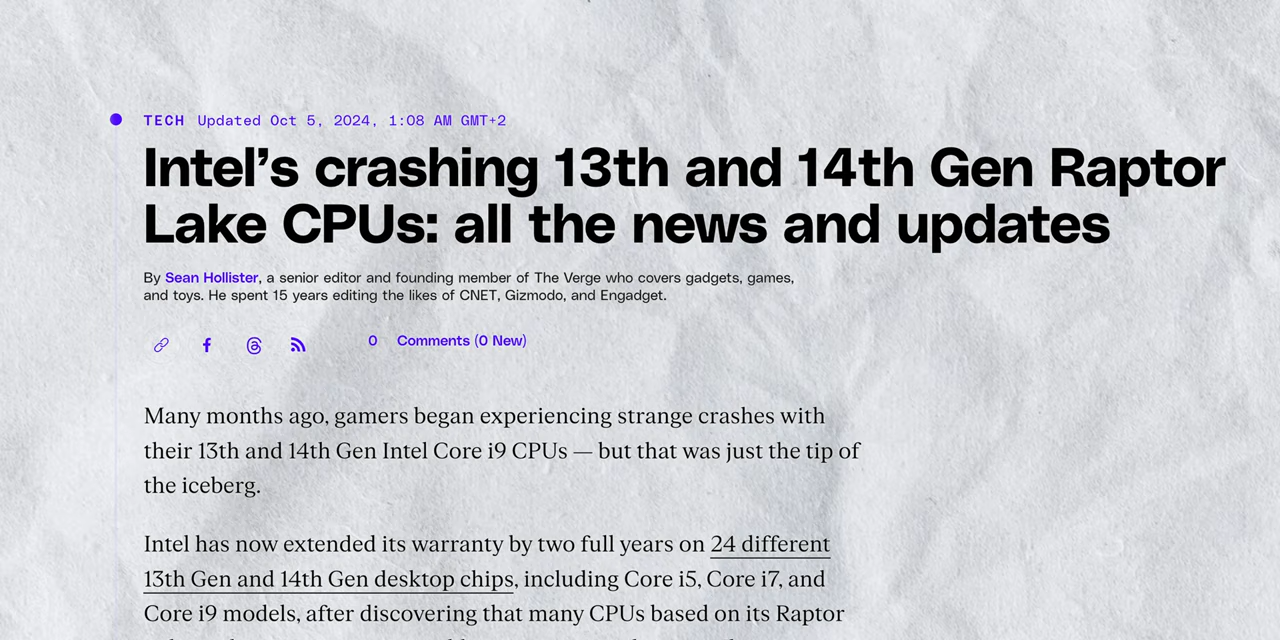 TECH Updated Oct 5, 2024, 1:08 AM GMT+2
Intel’s crashing 13th and 14th Gen Raptor
Lake CPUs: all the news and updates
By Sean Hollister, a senior editor and founding member of The Verge who covers gadgets, games,
and toys. He spent 15 years editing the likes of CNET, Gizmodo, and Engadget.
0 Comments (0 New)
Many months ago, gamers began experiencing strange crashes with
their 13th and 14th Gen Intel Core i9 CPUs — but that was just the tip of
the iceberg.
Intel has now extended its warranty by two full years on 24 different
13th Gen and 14th Gen desktop chips, including Core i5, Core i7, and
Core i9 models, after discovering that many CPUs based on its Raptor